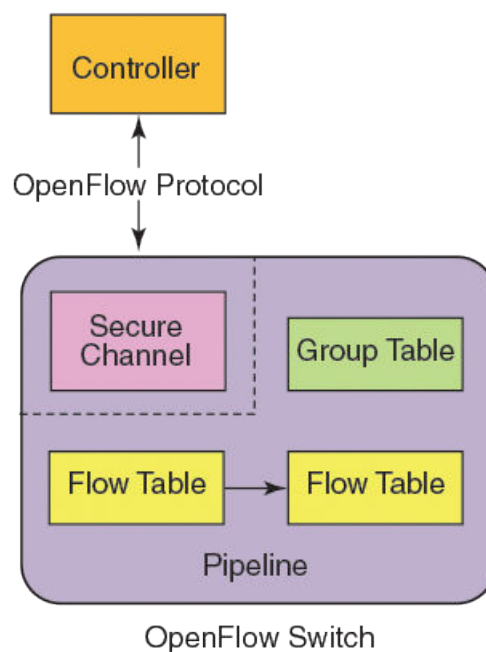 Controller
OpenFlow Protocol
Secure
Channel
Group Table
Flow Table
Flow Table
Pipeline
OpenFlow Switch